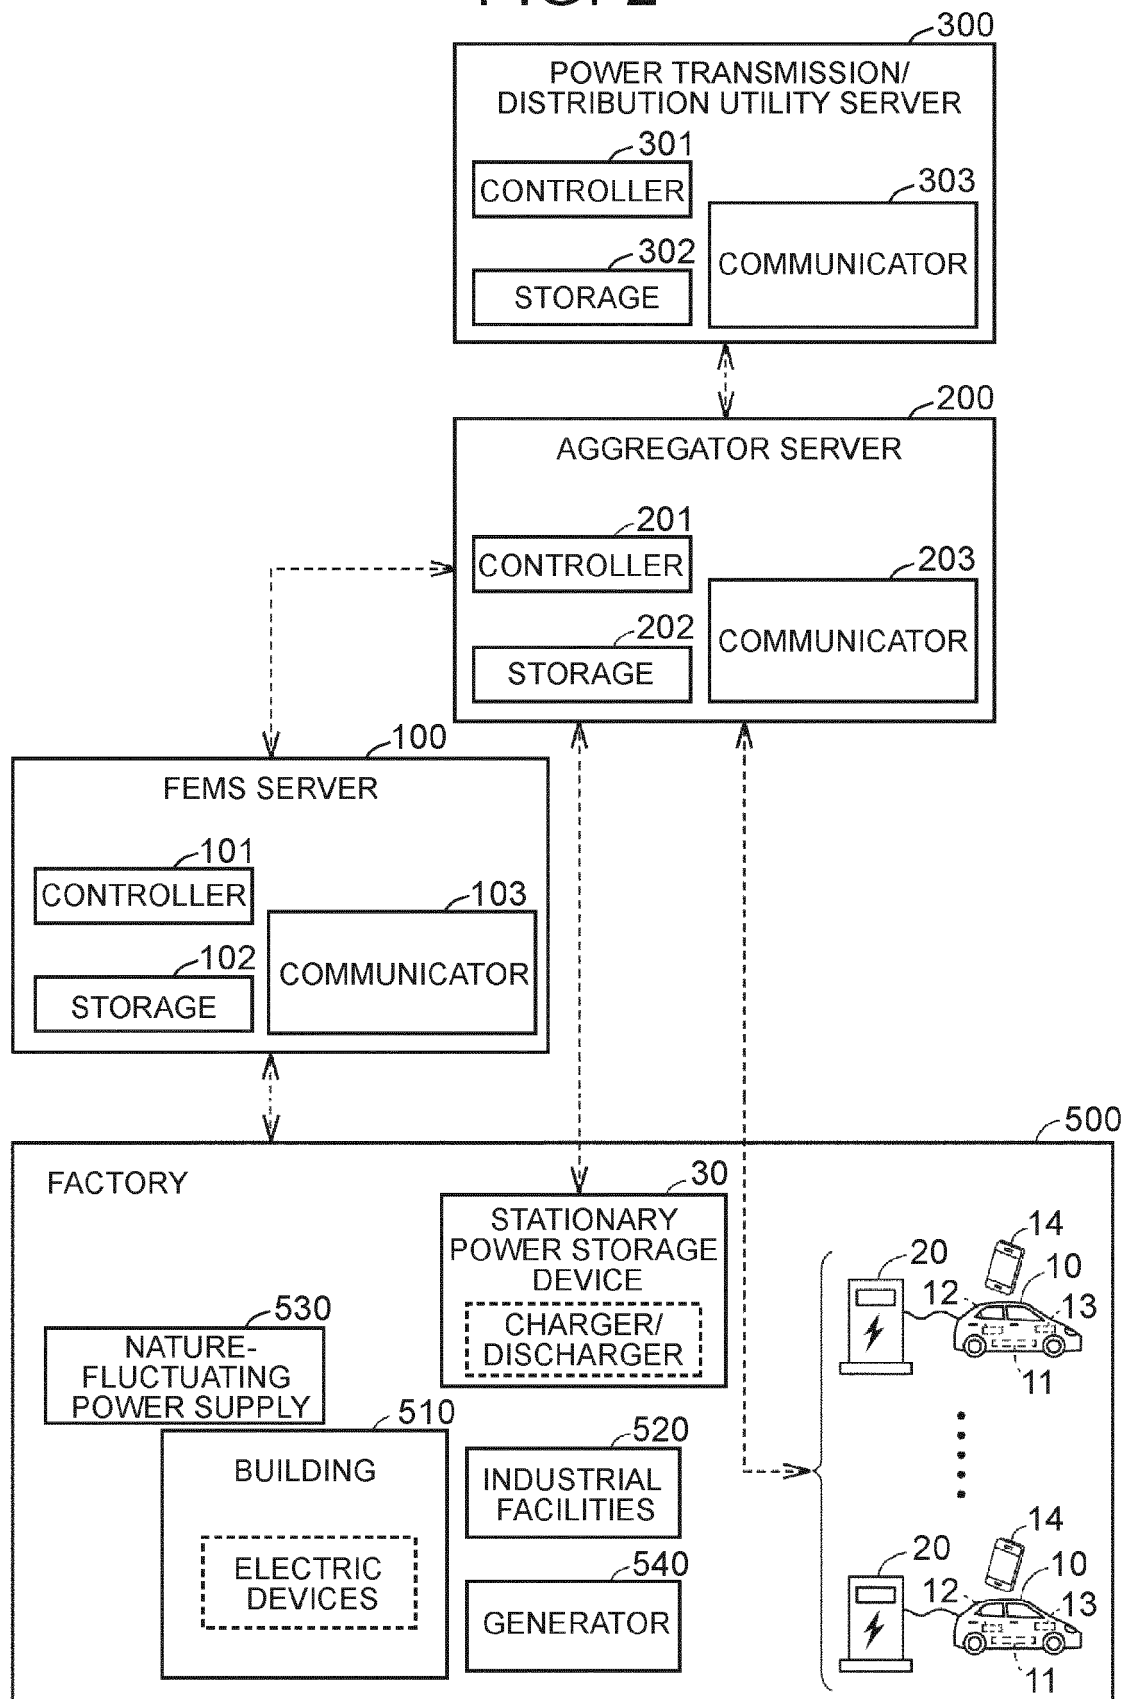 FIG. 2
300
POWER TRANSMISSION/
DISTRIBUTION UTILITY SERVER
301
CONTROLLER
303
COMMUNICATOR
302
STORAGE
200
AGGREGATOR SERVER
201
CONTROLLER
203
COMMUNICATOR
202
STORAGE
100
FEMS SERVER
101
CONTROLLER
103
COMMUNICATOR
102
STORAGE
500
FACTORY
30
STATIONARY
POWER STORAGE
DEVICE
CHARGER/
DISCHARGER
530
NATURE-
FLUCTUATING
POWER SUPPLY
510
BUILDING
ELECTRIC
DEVICES
520
INDUSTRIAL
FACILITIES
540
GENERATOR
14
20
10
12
13
11
14
20
10
12
13
11